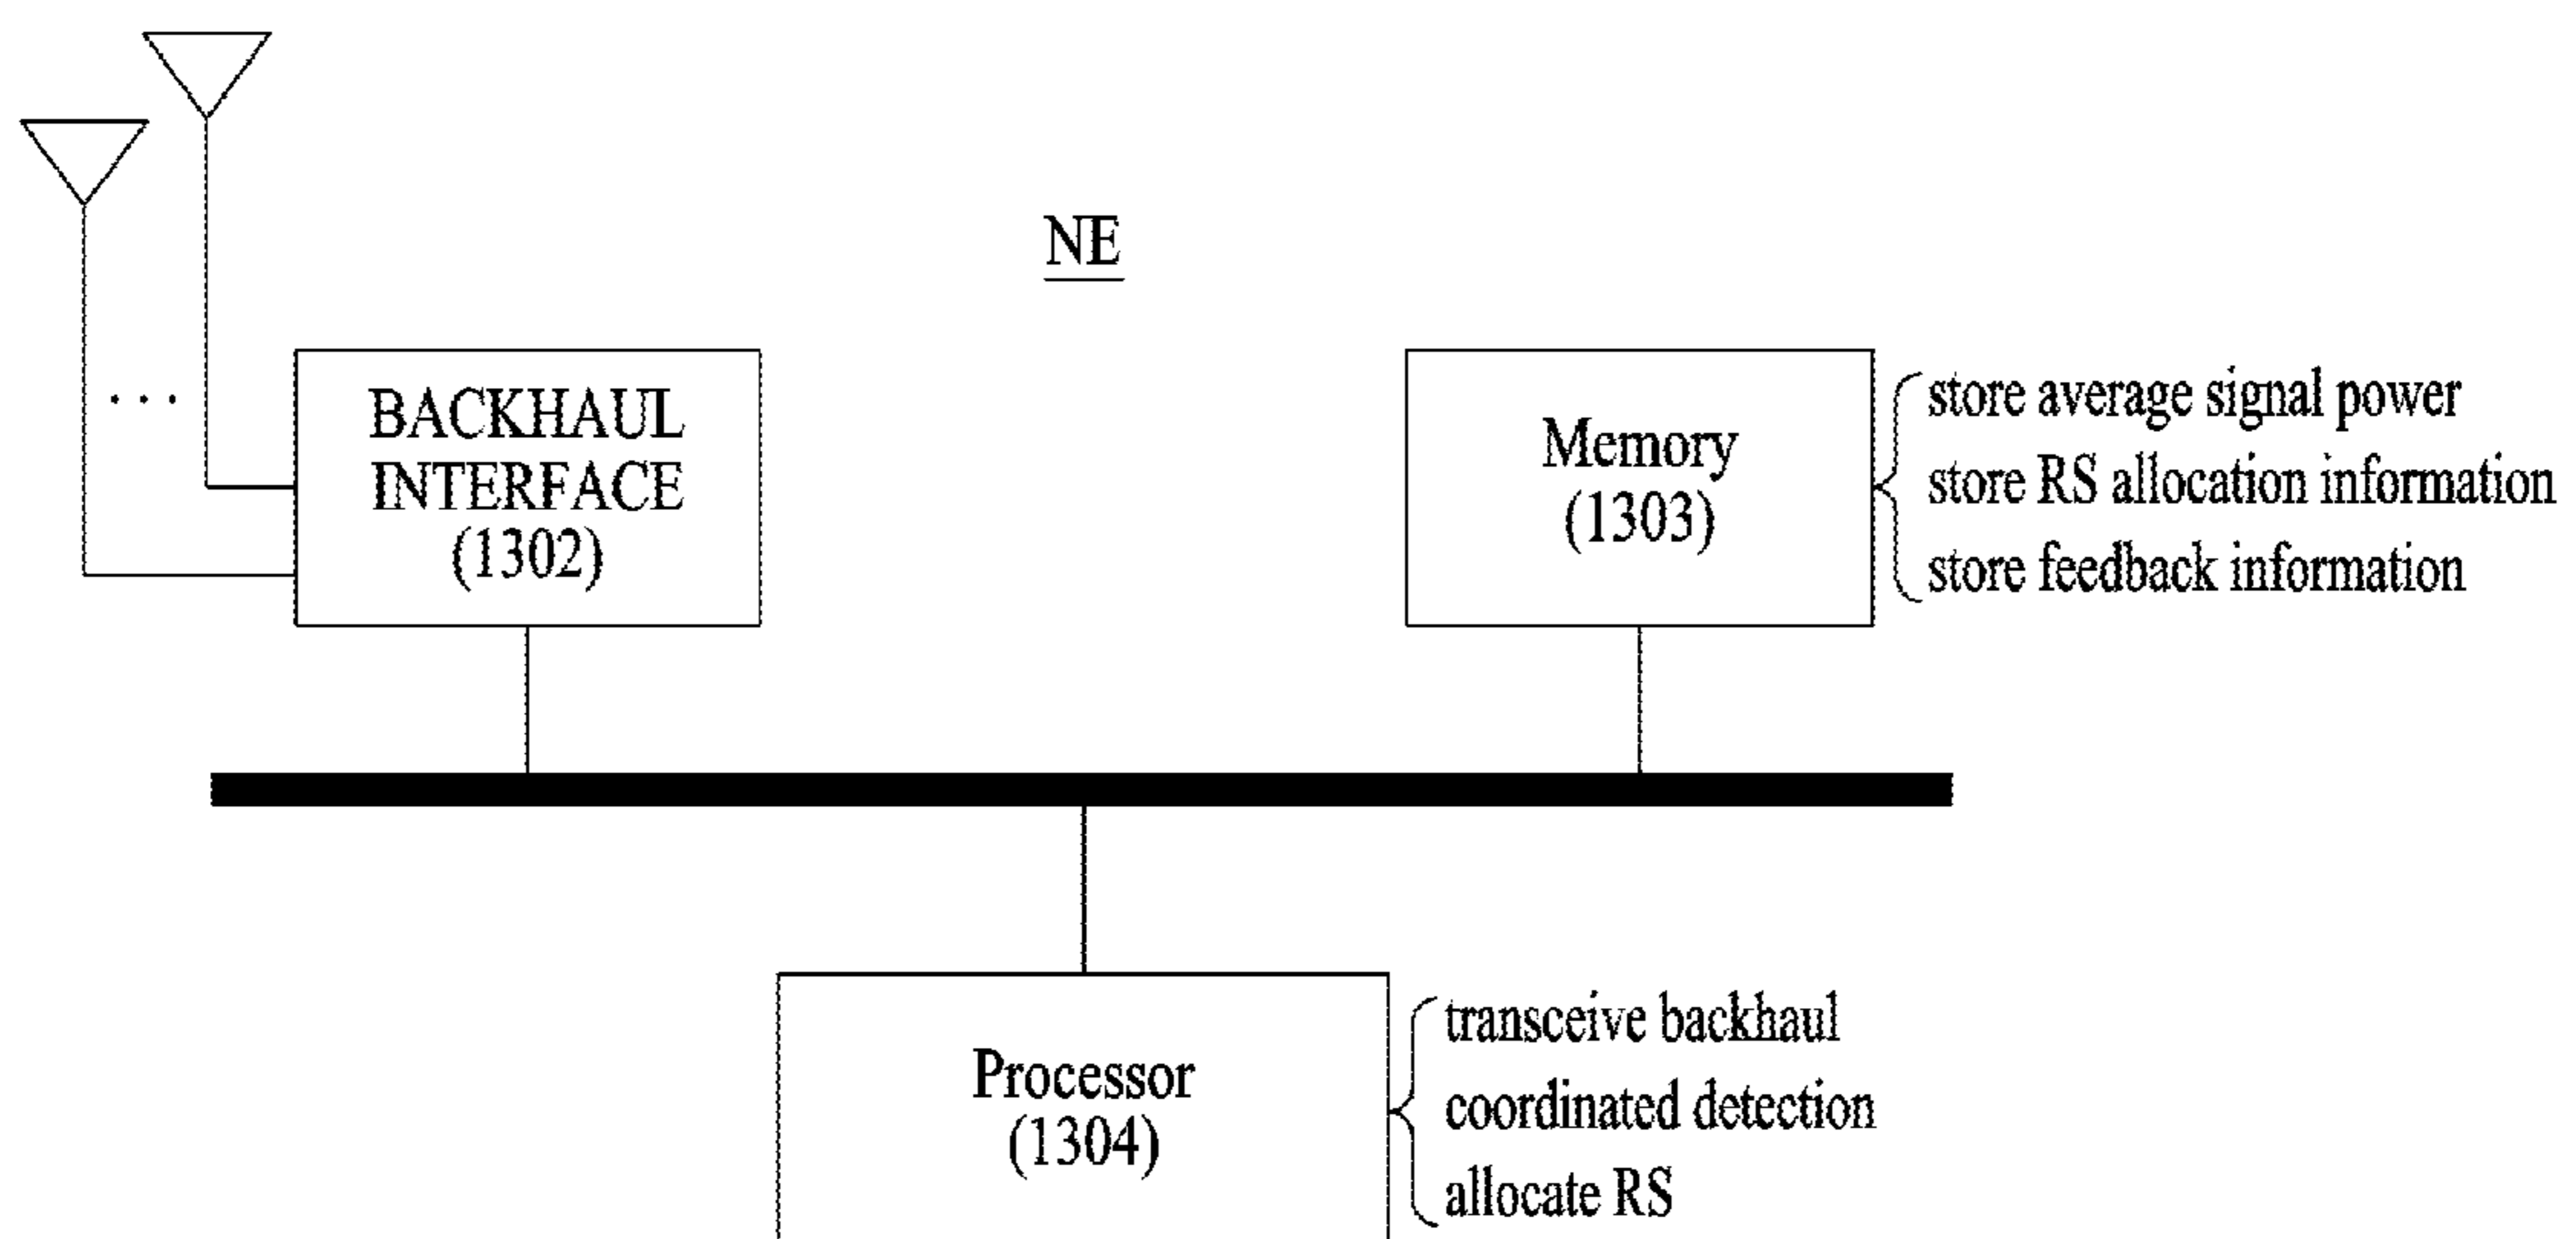 NE
BACKHAUL
INTERFACE
(1302)
Memory
(1303)
store average signal power
store RS allocation information
store feedback information
Processor
(1304)
transceive backhaul
coordinated detection
allocate RS